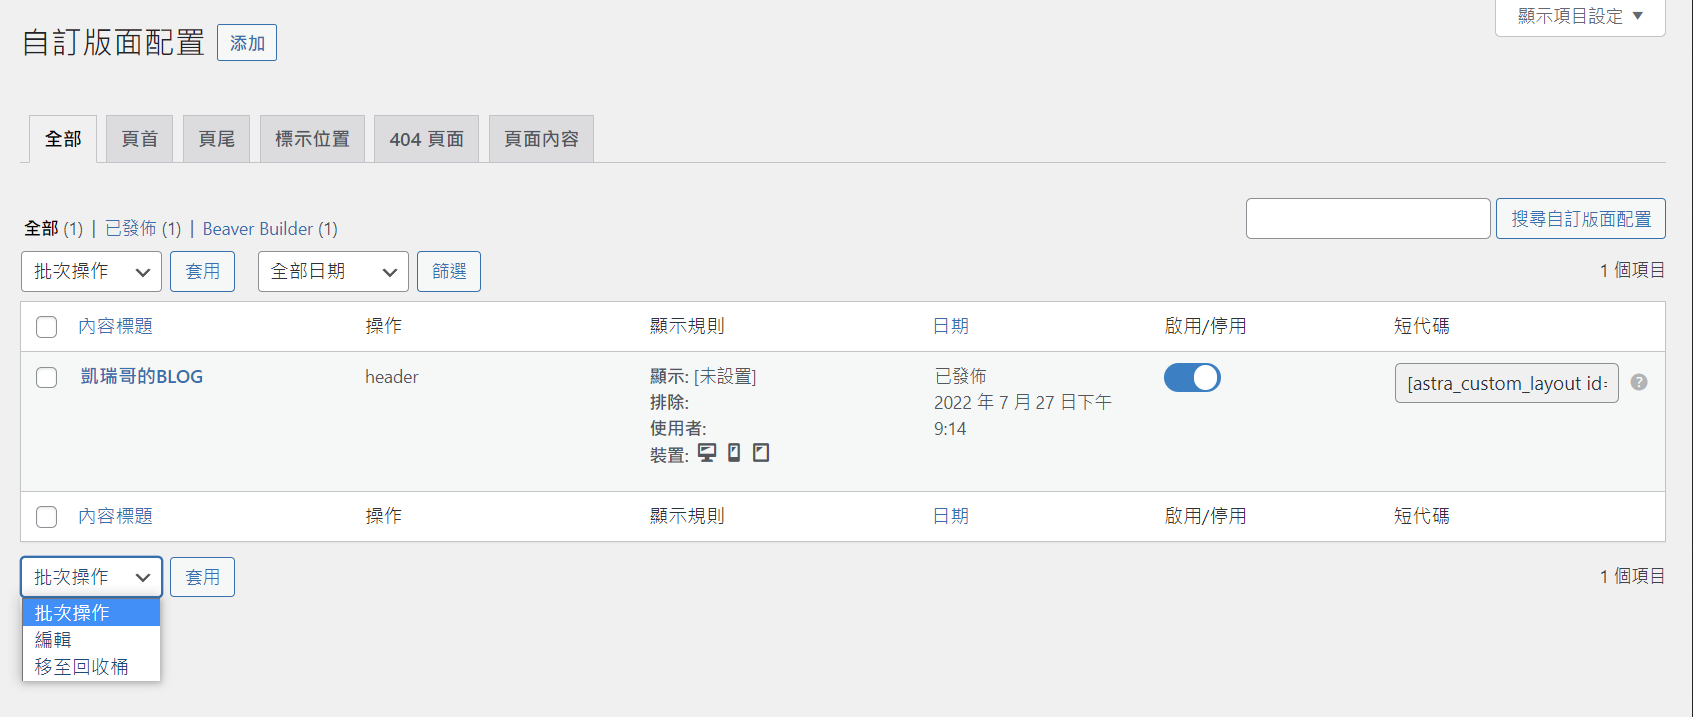 顯示項目設定 ▼
自訂版面配置 添加
全部 頁首 頁尾 標示位置 404 頁面 頁面內容
全部 (1) | 已發佈 (1) | Beaver Builder (1)
搜尋自訂版面配置
批次操作 套用 全部日期 篩選
1 個項目
內容標題 操作 顯示規則 日期 啟用/停用 短代碼
凱瑞哥的BLOG header 顯示: [未設置] 已發佈 [astra_custom_layout id= ?
排除: 2022 年 7 月 27 日下午
使用者: 9:14
裝置:
內容標題 操作 顯示規則 日期 啟用/停用 短代碼
批次操作 套用
1 個項目
批次操作
編輯
移至回收桶